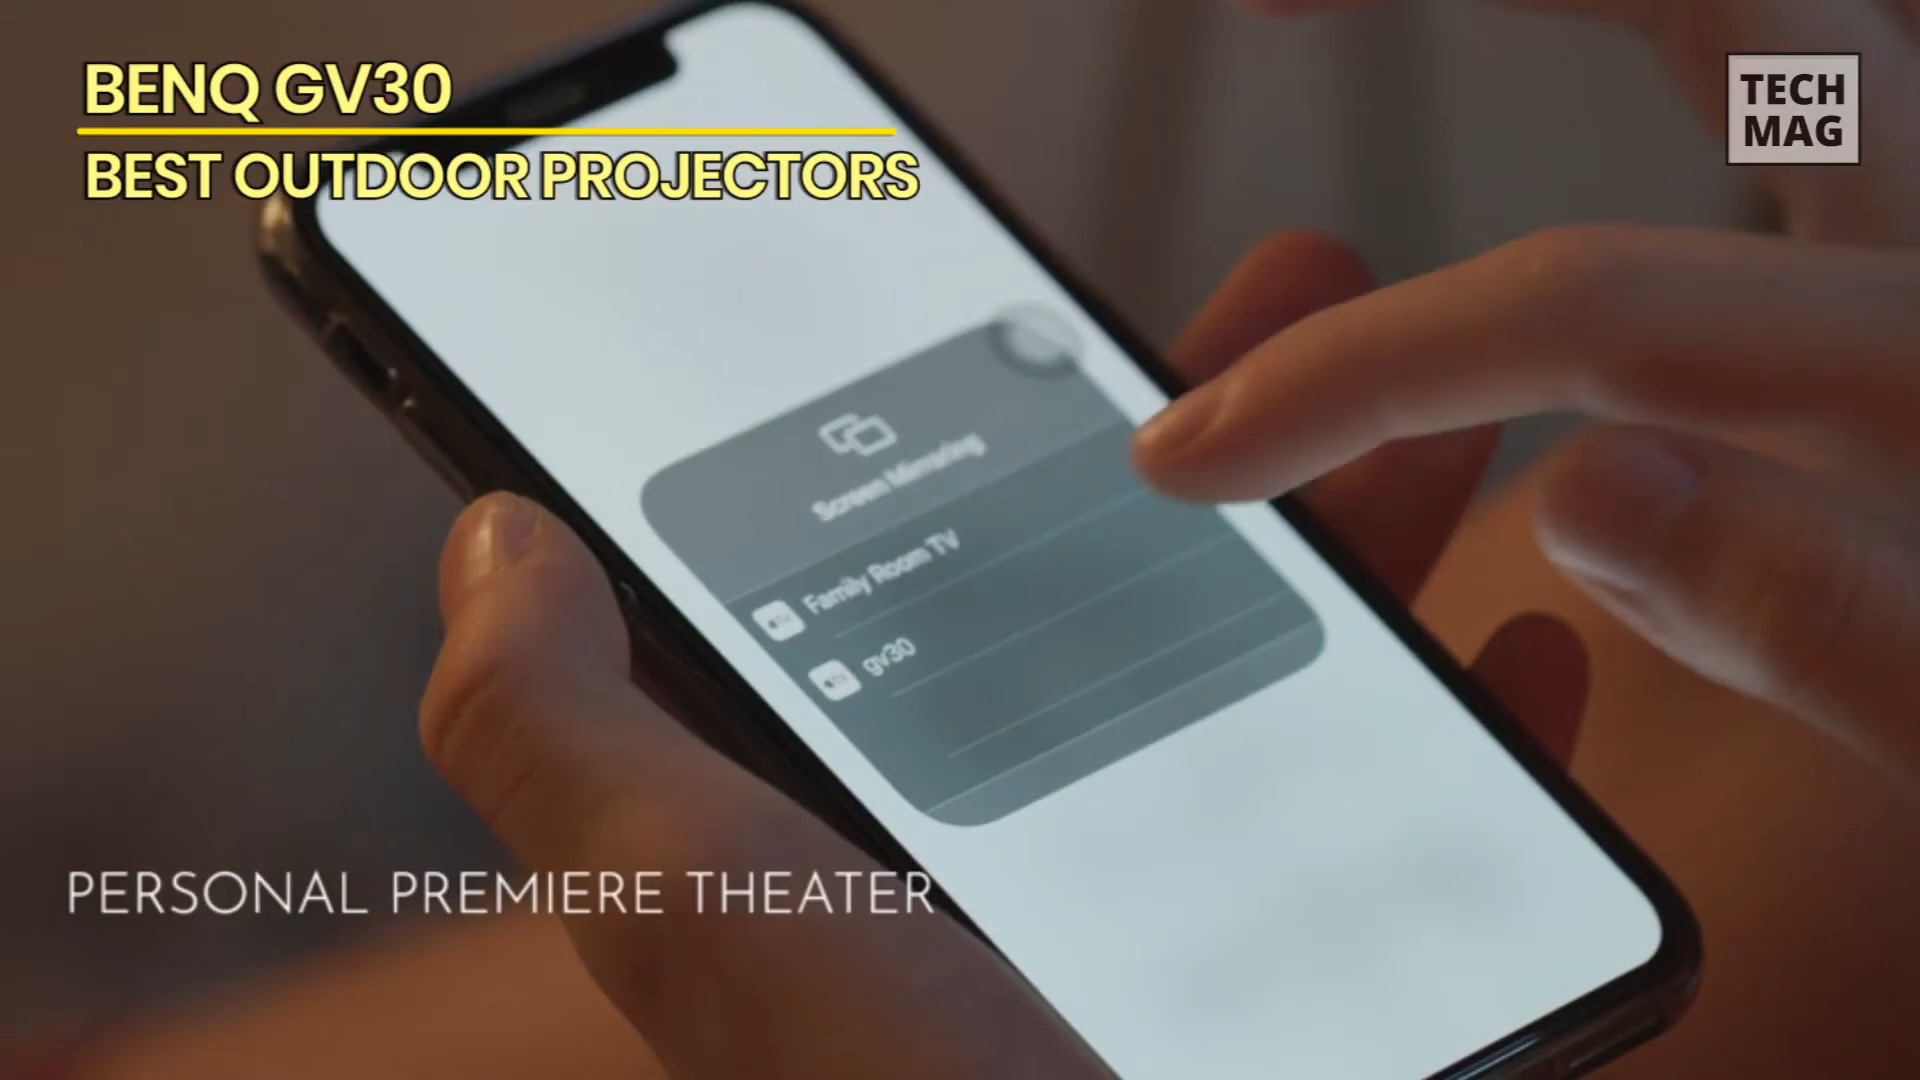 BENQ GV30
BEST OUTDOOR PROJECTORS
TECH
MAG
Screen Mirroring
Family Room TV
gv30
PERSONAL PREMIERE THEATER